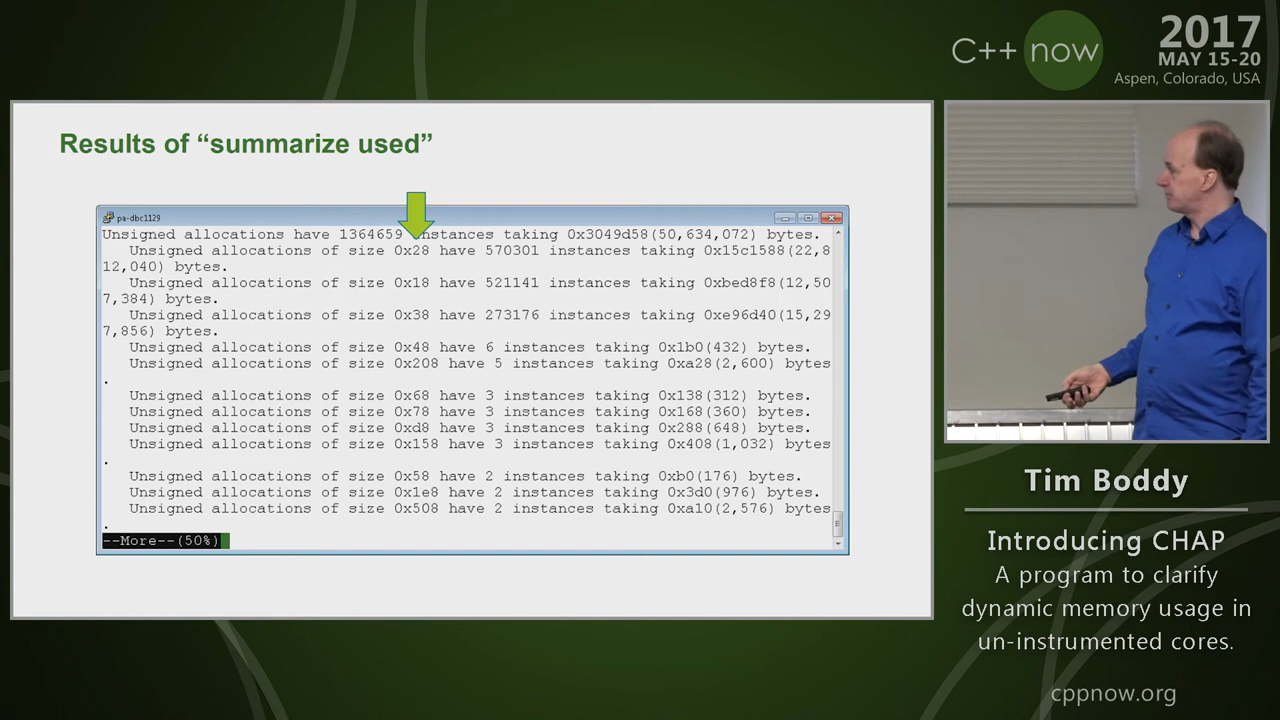 C++ now
2017
MAY 15-20
Aspen, Colorado, USA
Results of “summarize used”
pa-dbc1129
Unsigned allocations have 1364659 instances taking 0x3049d58(50,634,072) bytes.
Unsigned allocations of size 0x28 have 570301 instances taking 0x15c1588(22,8
12,040) bytes.
Unsigned allocations of size 0x18 have 521141 instances taking 0xbed8f8(12,50
7,384) bytes.
Unsigned allocations of size 0x38 have 273176 instances taking 0xe96d40(15,29
7,856) bytes.
Unsigned allocations of size 0x48 have 6 instances taking 0x1b0(432) bytes.
Unsigned allocations of size 0x208 have 5 instances taking 0xa28(2,600) bytes
.
Unsigned allocations of size 0x68 have 3 instances taking 0x138(312) bytes.
Unsigned allocations of size 0x78 have 3 instances taking 0x168(360) bytes.
Unsigned allocations of size 0xd8 have 3 instances taking 0x288(648) bytes.
Unsigned allocations of size 0x158 have 3 instances taking 0x408(1,032) bytes
.
Unsigned allocations of size 0x58 have 2 instances taking 0xb0(176) bytes.
Unsigned allocations of size 0x1e8 have 2 instances taking 0x3d0(976) bytes.
Unsigned allocations of size 0x508 have 2 instances taking 0xa10(2,576) bytes
.
--More--(50%)
Tim Boddy
Introducing CHAP
A program to clarify
dynamic memory usage in
un-instrumented cores.
cppnow.org